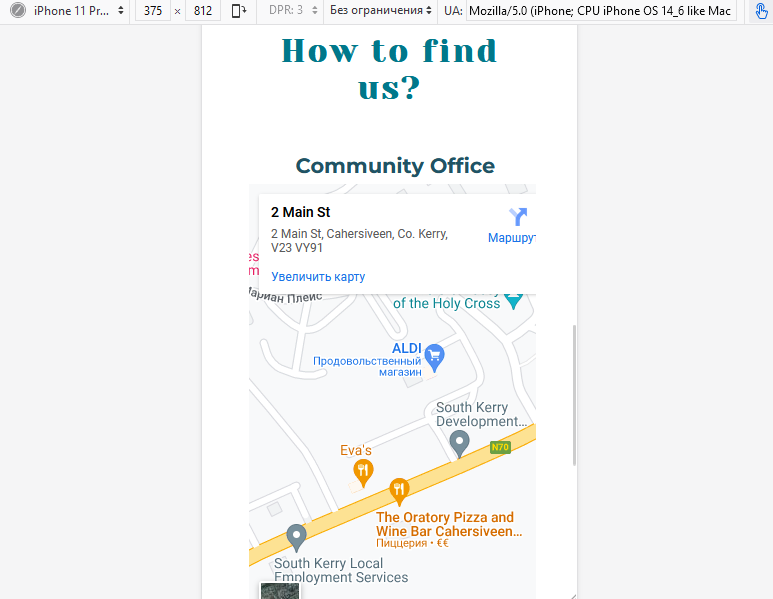 iPhone 11 Pr...
375
×
812
DPR: 3
Без ограничения
UA:
Mozilla/5.0 (iPhone; CPU iPhone OS 14_6 like Mac
How to find
us?
Community Office
2 Main St
2 Main St, Cahersiveen, Co. Kerry,
V23 VY91
Маршрут
Увеличить карту
Мариан Плейс
of the Holy Cross
ALDI
Продовольственный
магазин
South Kerry
Development...
N70
Eva's
The Oratory Pizza and
Wine Bar Cahersiveen...
Пиццерия • €€
South Kerry Local
Employment Services